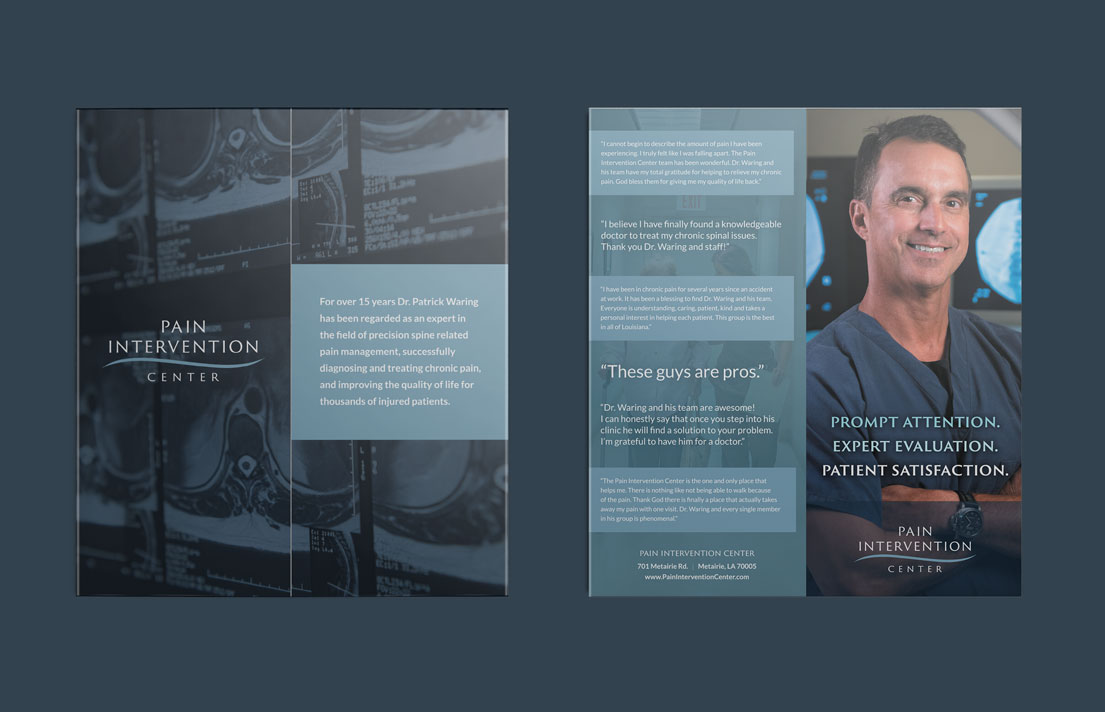 PAIN
INTERVENTION
CENTER
For over 15 years Dr. Patrick Waring
has been regarded as an expert in
the field of precision spine related
pain management, successfully
diagnosing and treating chronic pain,
and improving the quality of life for
thousands of injured patients.
“I cannot begin to describe the amount of pain I have been
experiencing. I truly felt like I was falling apart. The Pain
Intervention Center team has been wonderful. Dr. Waring and
his team have my total gratitude for helping to relieve my chronic
pain. God bless them for giving me my quality of life back.”
EXIT
“I believe I have finally found a knowledgeable
doctor to treat my chronic spinal issues.
Thank you Dr. Waring and staff!”
“I have been in chronic pain for several years since an accident
at work. It has been a blessing to find Dr. Waring and his team.
Everyone is understanding, caring, patient, kind and takes a
personal interest in helping each patient. This group is the best
in all of Louisiana.”
“These guys are pros.”
“Dr. Waring and his team are awesome!
I can honestly say that once you step into his
clinic he will find a solution to your problem.
I’m grateful to have him for a doctor.”
“The Pain Intervention Center is the one and only place that
helps me. There is nothing like not being able to walk because
of the pain. Thank God there is finally a place that actually takes
away my pain with one visit. Dr. Waring and every single member
in his group is phenomenal.”
PAIN INTERVENTION CENTER
701 Metairie Rd. | Metairie, LA 70005
www.PainInterventionCenter.com
PROMPT ATTENTION.
EXPERT EVALUATION.
PATIENT SATISFACTION.
PAIN
INTERVENTION
CENTER